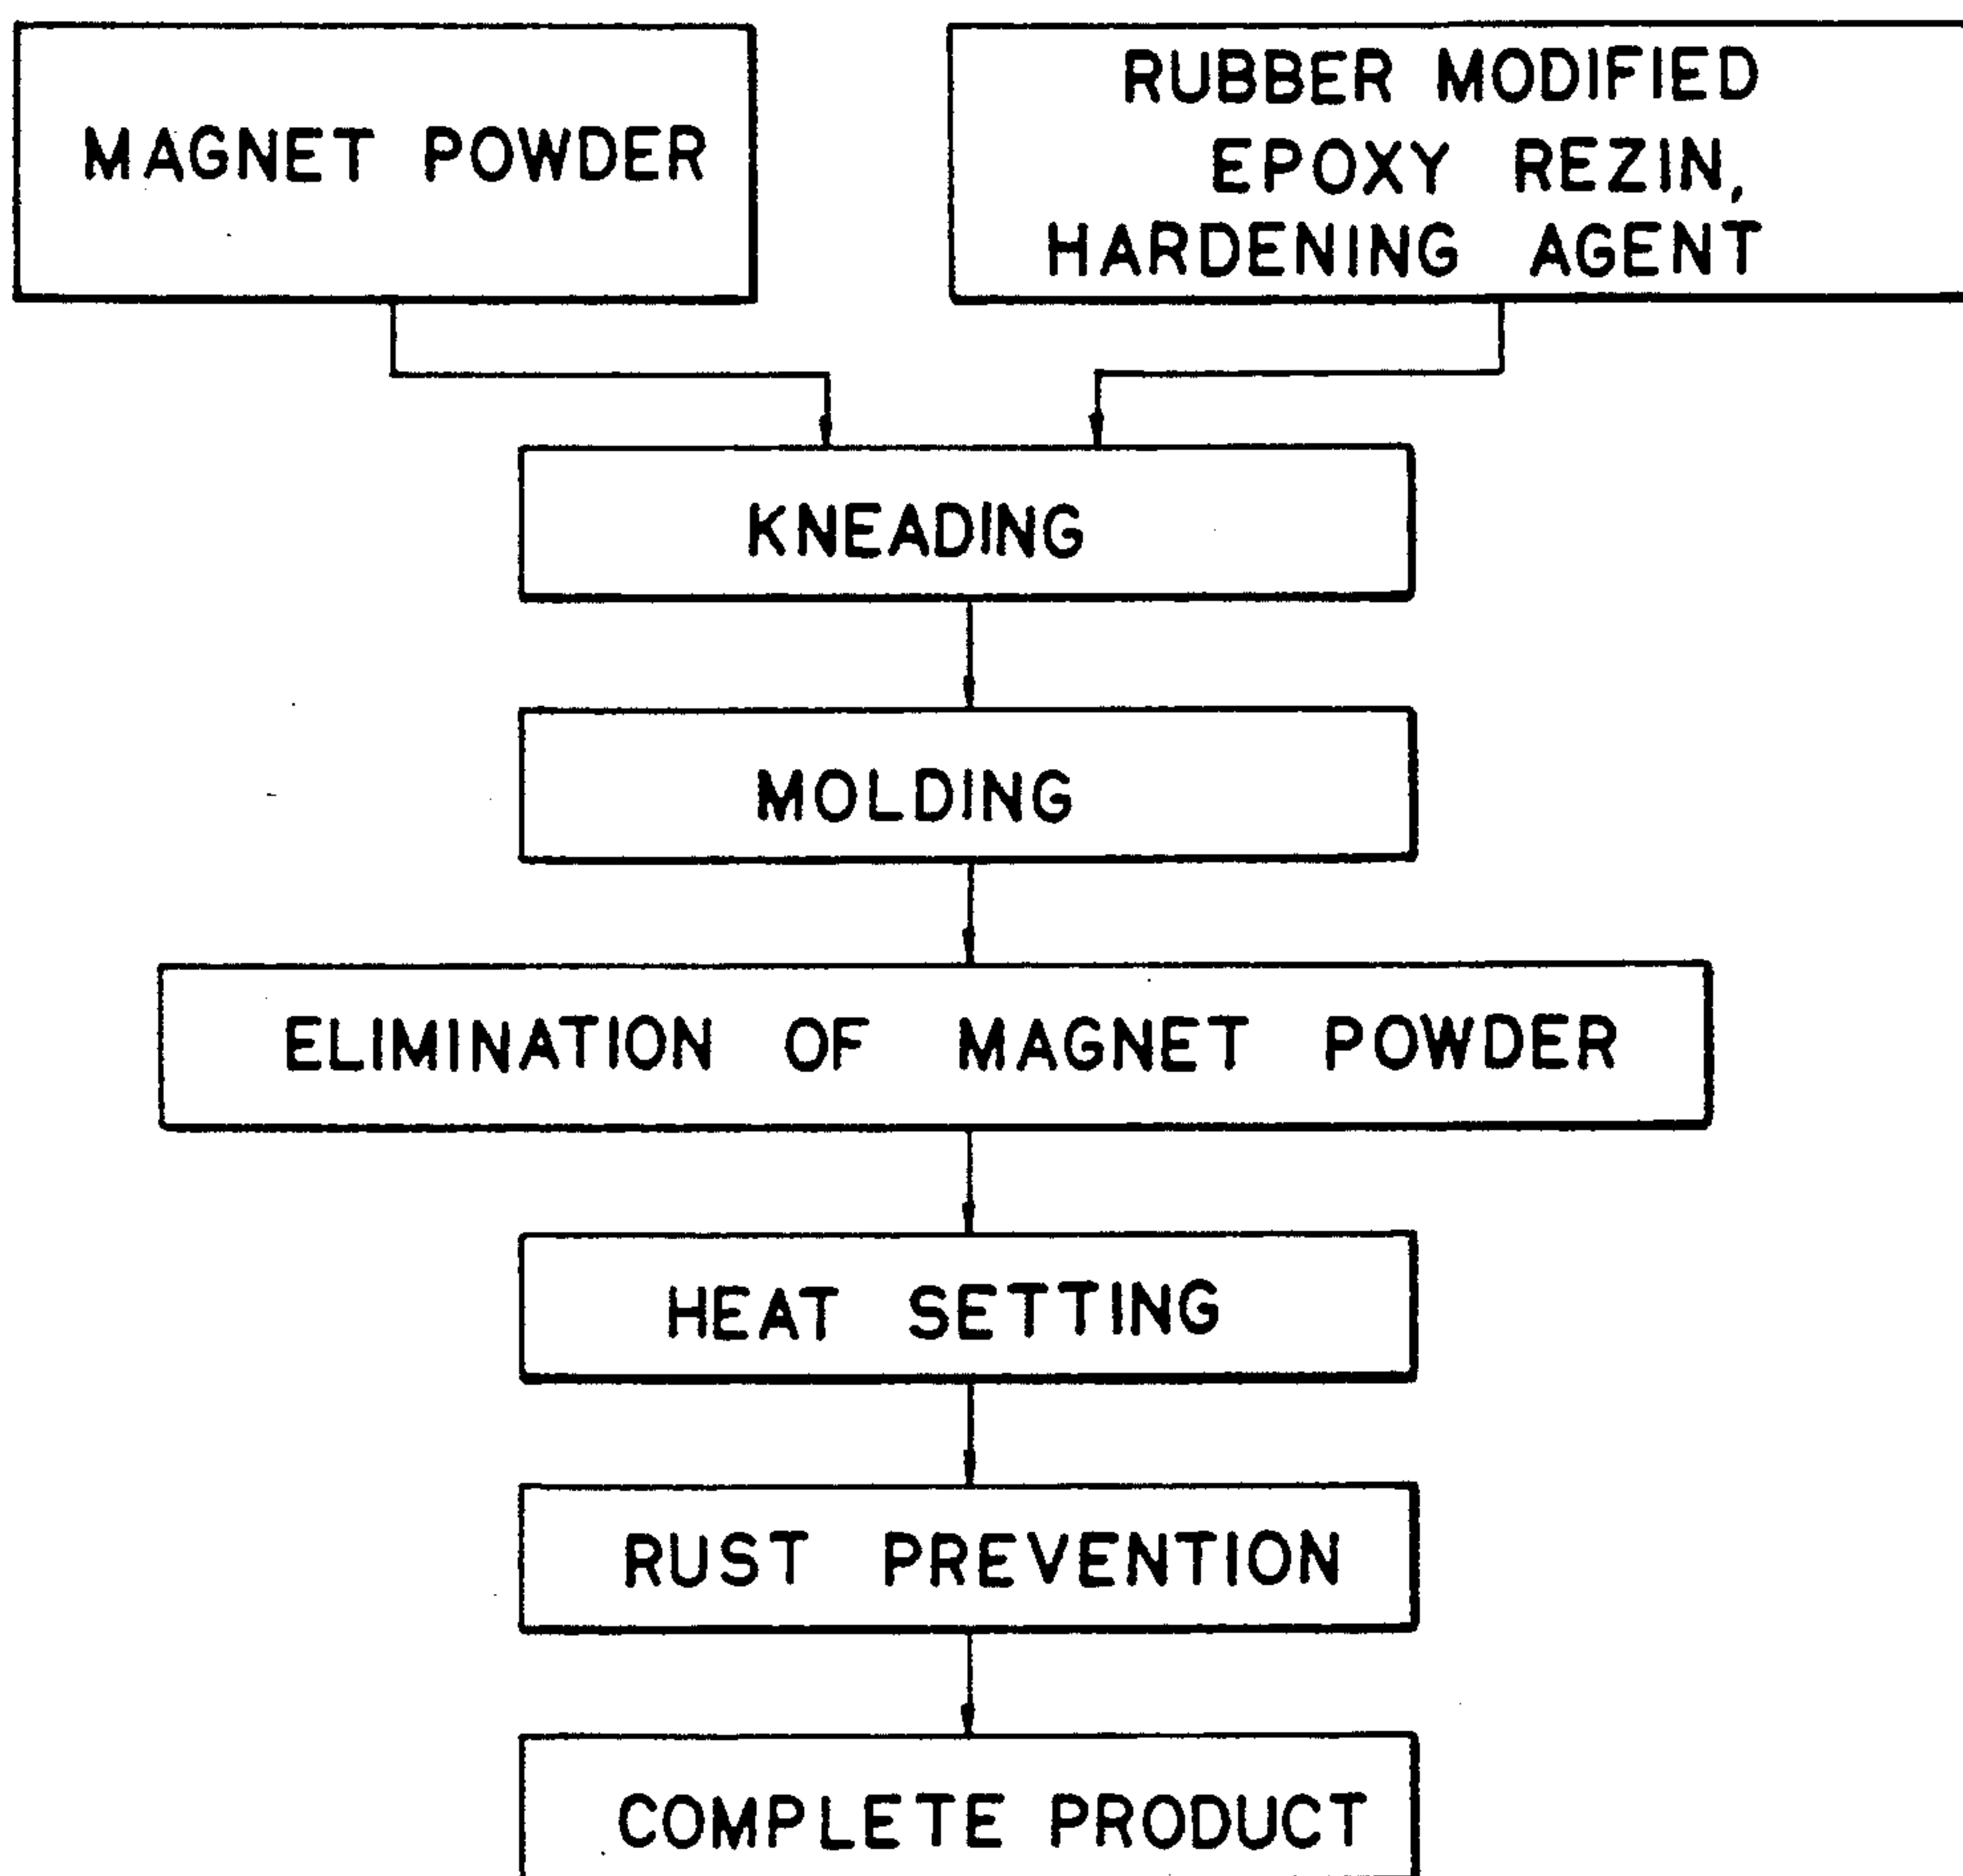 MAGNET POWDER
RUBBER MODIFIED
EPOXY REZIN,
HARDENING AGENT
KNEADING
MOLDING
ELIMINATION OF MAGNET POWDER
HEAT SETTING
RUST PREVENTION
COMPLETE PRODUCT